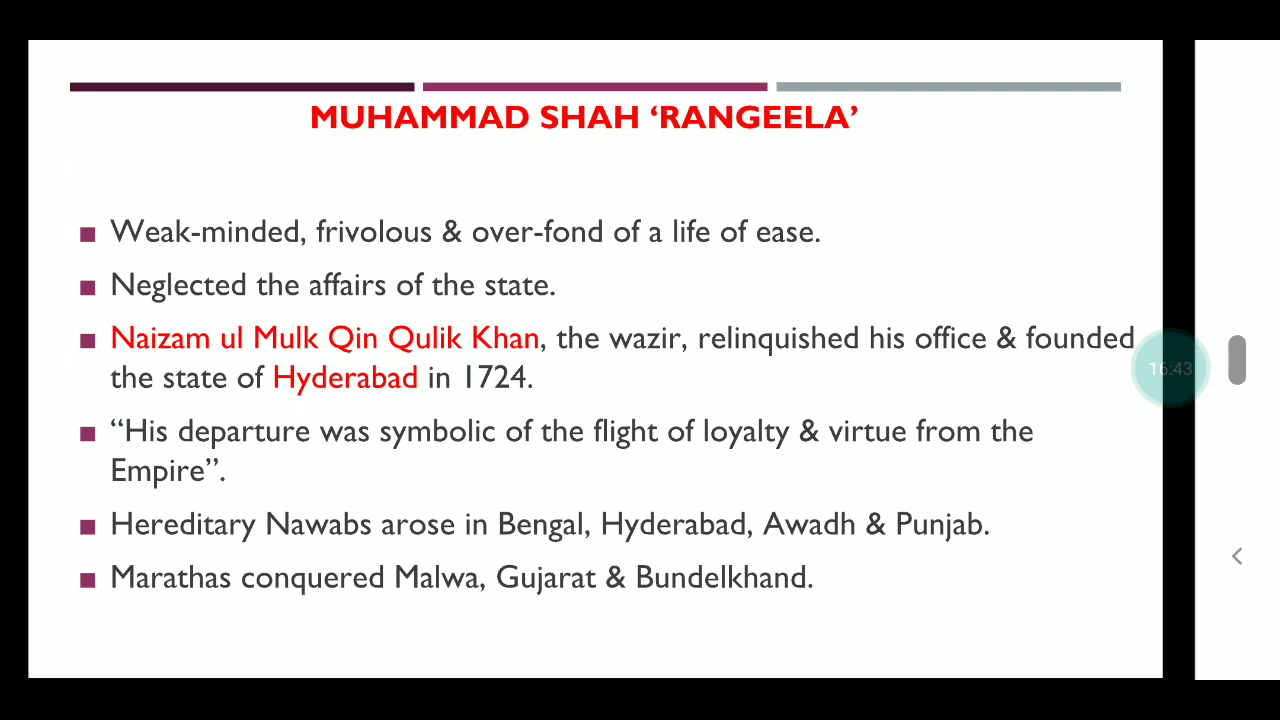 MUHAMMAD SHAH ‘RANGEELA’
■ Weak-minded, frivolous & over-fond of a life of ease.
■ Neglected the affairs of the state.
■ Naizam ul Mulk Qin Qulik Khan, the wazir, relinquished his office & founded
the state of Hyderabad in 1724.
■ “His departure was symbolic of the flight of loyalty & virtue from the
Empire”.
■ Hereditary Nawabs arose in Bengal, Hyderabad, Awadh & Punjab.
■ Marathas conquered Malwa, Gujarat & Bundelkhand.
16:43